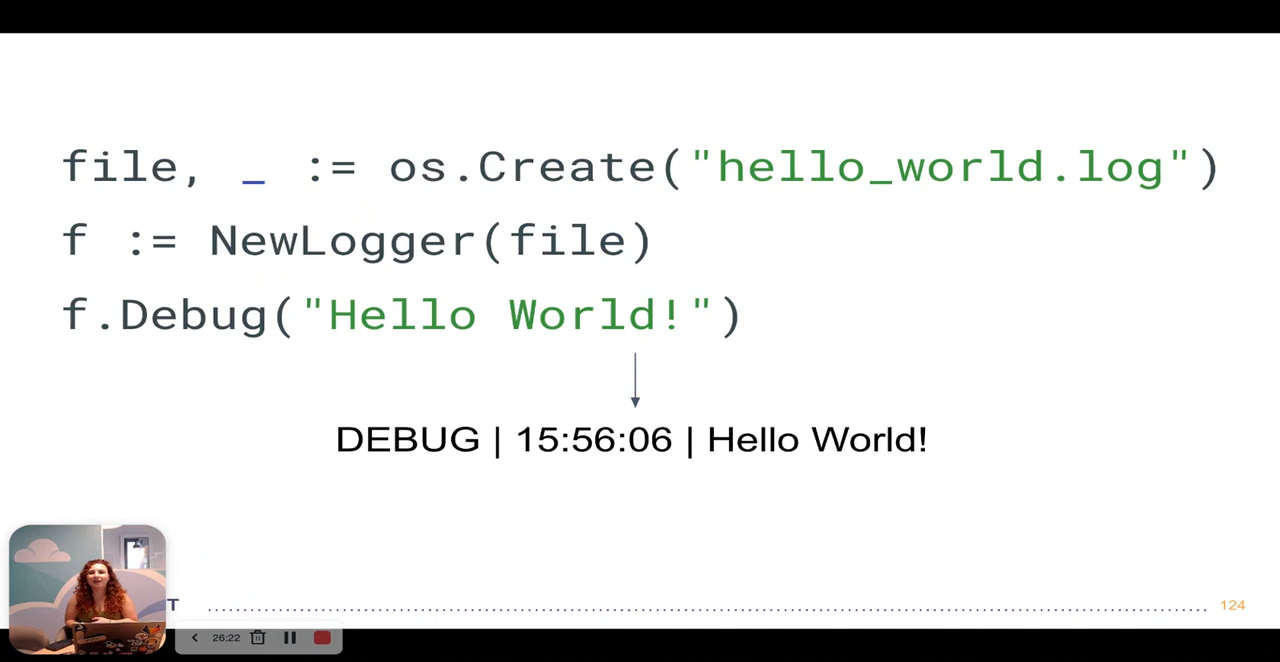 file, _ := os.Create("hello_world.log")
f := NewLogger(file)
f.Debug("Hello World!")
DEBUG | 15:56:06 | Hello World!
T
124
26:22